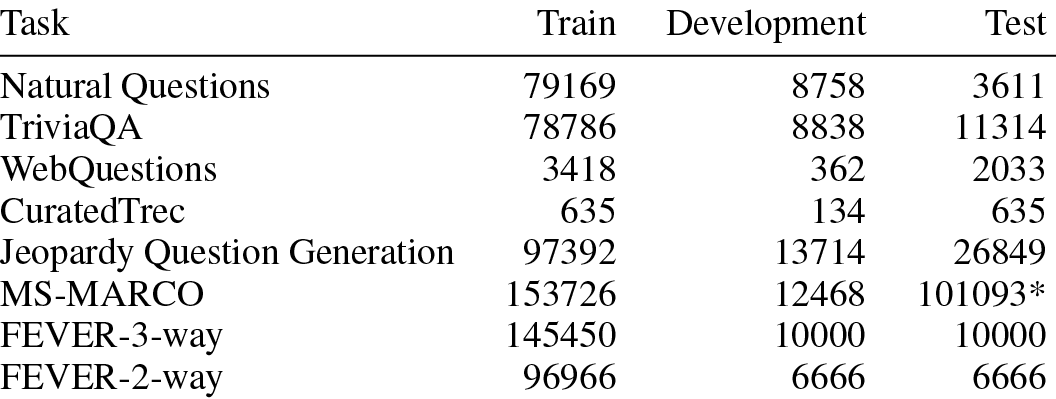 Task Train Development Test
Natural Questions 79169 8758 3611
TriviaQA 78786 8838 11314
WebQuestions 3418 362 2033
CuratedTrec 635 134 635
Jeopardy Question Generation 97392 13714 26849
MS-MARCO 153726 12468 101093*
FEVER-3-way 145450 10000 10000
FEVER-2-way 96966 6666 6666